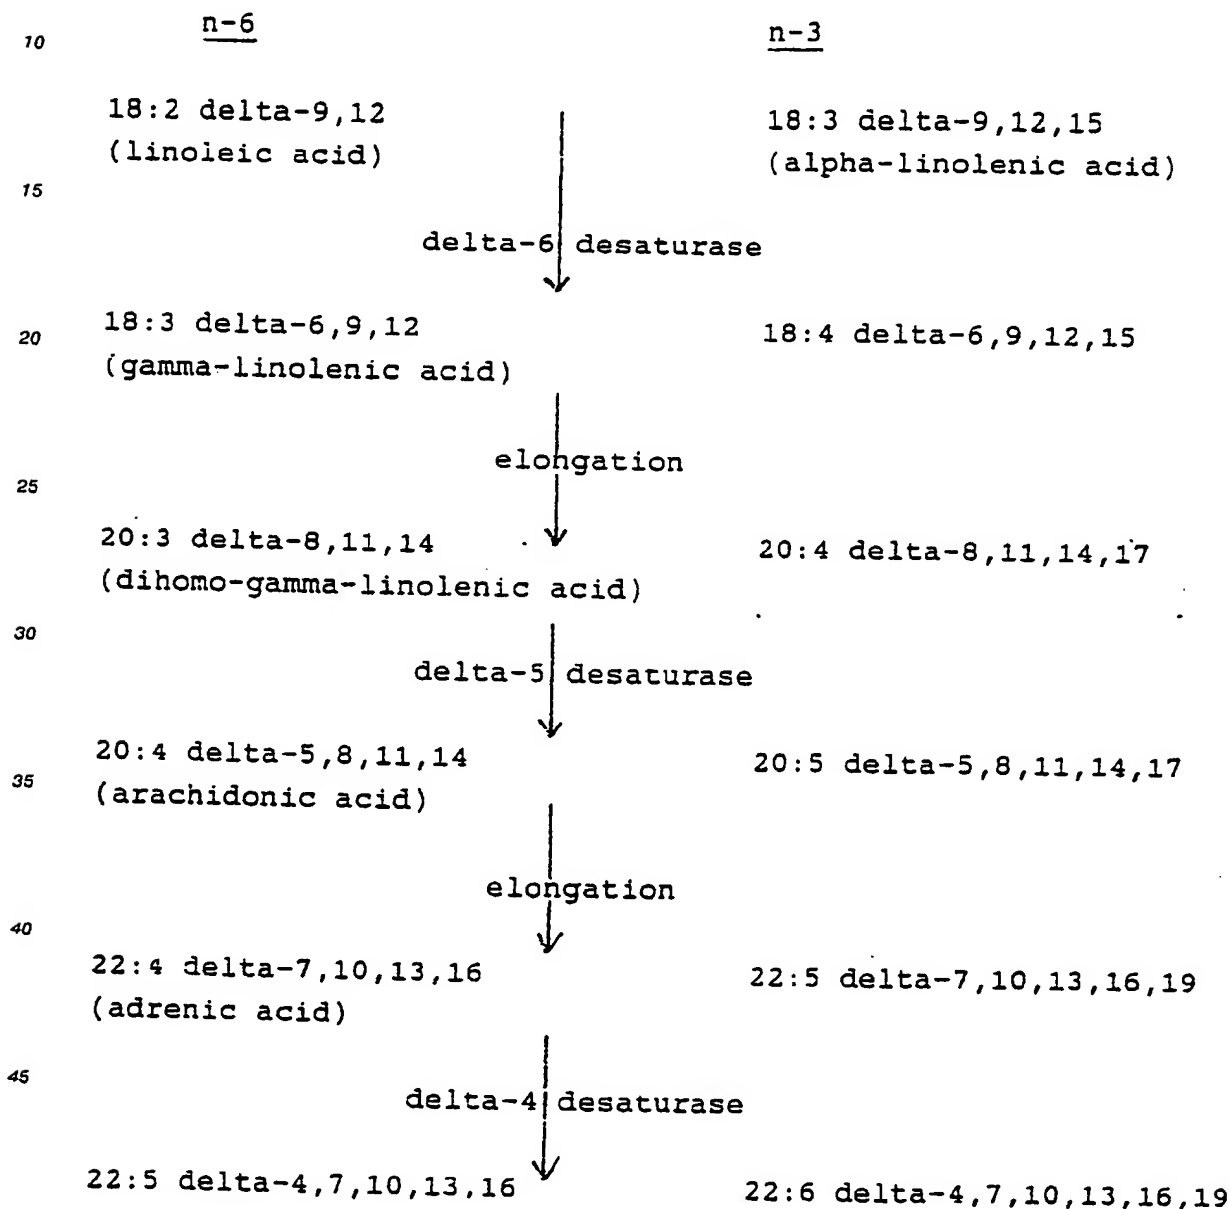 n-6 n-3
10
18:2 delta-9,12 18:3 delta-9,12,15
(linoleic acid) (alpha-linolenic acid)
15
delta-6 desaturase
18:3 delta-6,9,12 18:4 delta-6,9,12,15
20
(gamma-linolenic acid)
elongation
25
20:3 delta-8,11,14 20:4 delta-8,11,14,17
(dihomo-gamma-linolenic acid)
30
delta-5 desaturase
20:4 delta-5,8,11,14 20:5 delta-5,8,11,14,17
35
(arachidonic acid)
elongation
40
22:4 delta-7,10,13,16 22:5 delta-7,10,13,16,19
(adrenic acid)
45
delta-4 desaturase
22:5 delta-4,7,10,13,16 22:6 delta-4,7,10,13,16,19